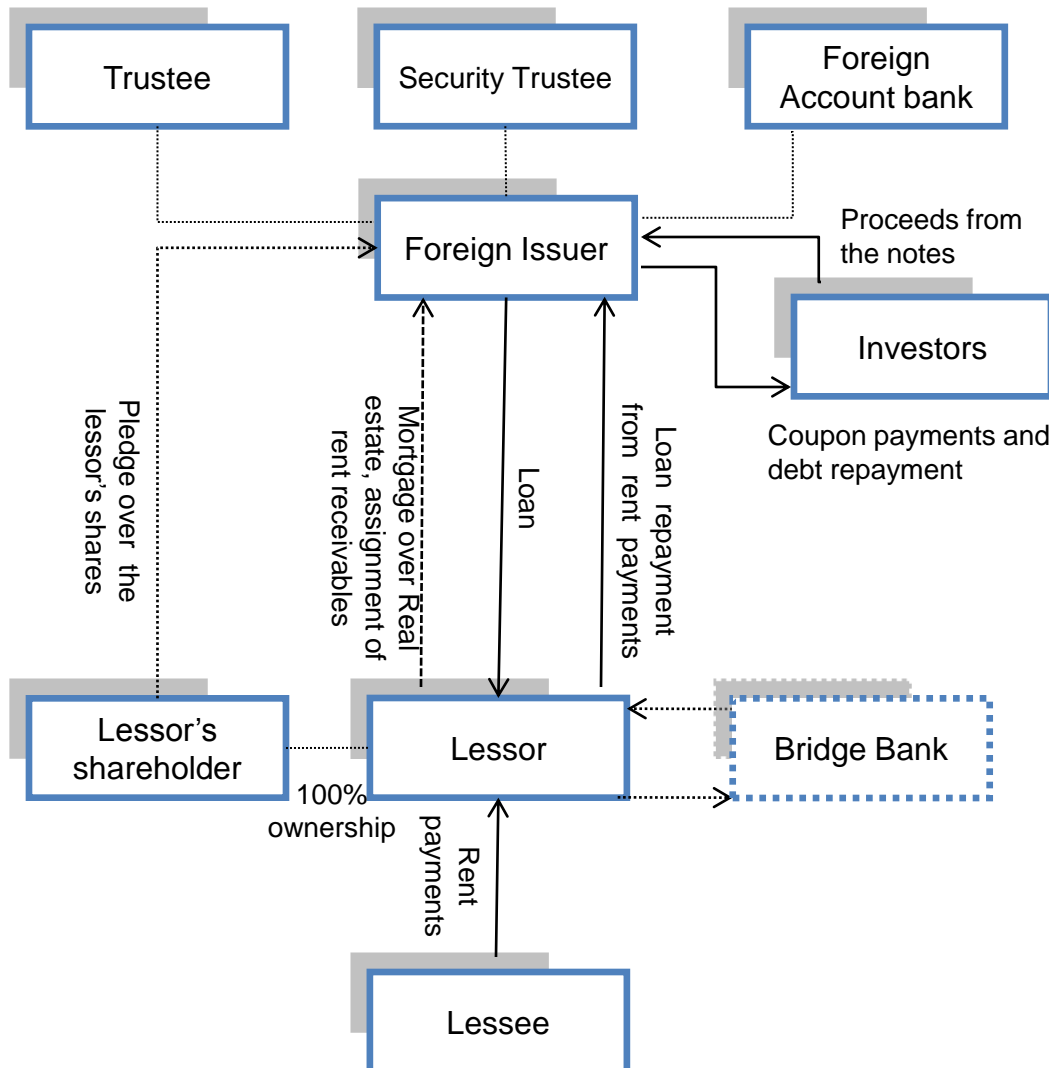 Trustee
Security Trustee
Foreign
Account bank
Foreign Issuer
Proceeds from
the notes
Investors
Coupon payments and
debt repayment
Pledge over the
lessor's shares
Mortgage over Real
estate, assignment of
rent receivables
Loan
Loan repayment
from rent payments
Lessor's
shareholder
100%
ownership
Lessor
Bridge Bank
Rent
payments
Lessee